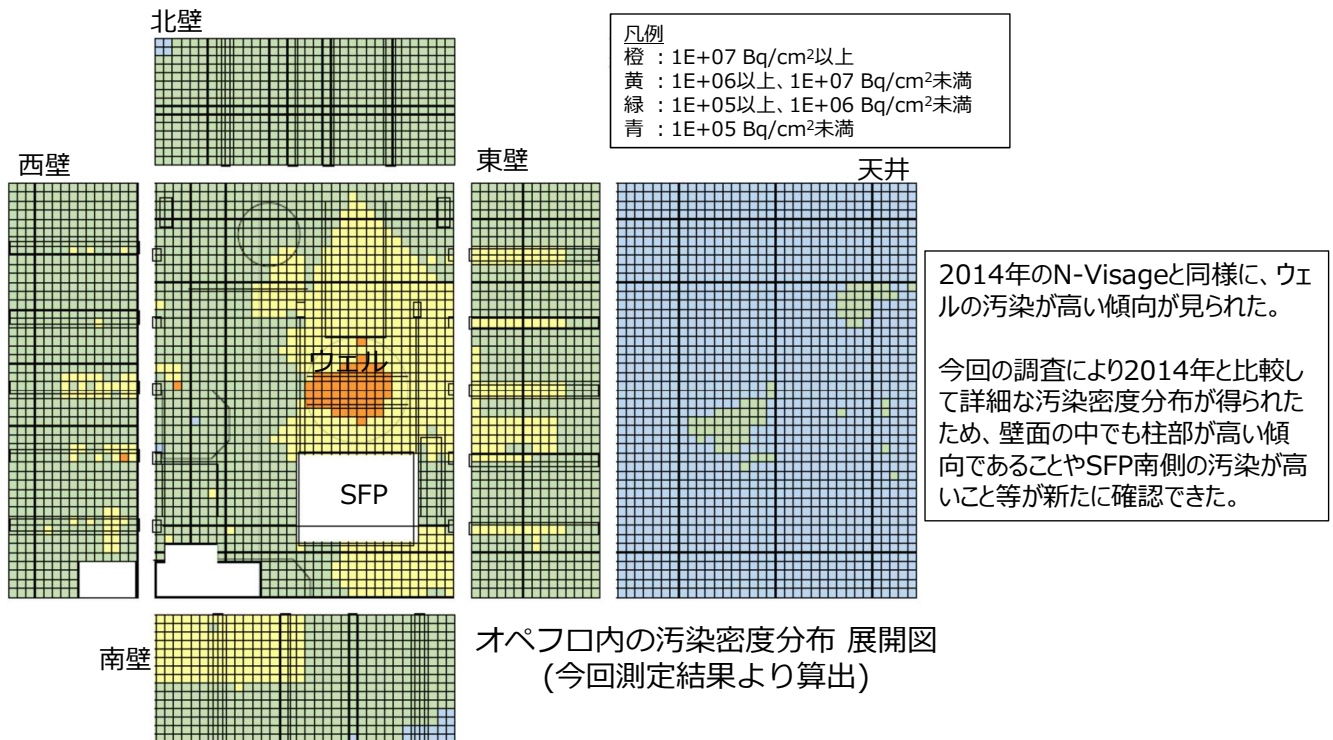 北壁
凡例
橙 ：1E+07 Bq/cm²以上
黄 ：1E+06以上、1E+07 Bq/cm²未満
緑 ：1E+05以上、1E+06 Bq/cm²未満
青 ：1E+05 Bq/cm²未満
西壁
東壁
天井
ウェル
SFP
2014年のN-Visageと同様に、ウェ
ルの汚染が高い傾向が見られた。
今回の調査により2014年と比較し
て詳細な汚染密度分布が得られた
ため、壁面の中でも柱部が高い傾
向であることやSFP南側の汚染が高
いこと等が新たに確認できた。
南壁
オペフロ内の汚染密度分布 展開図
(今回測定結果より算出)